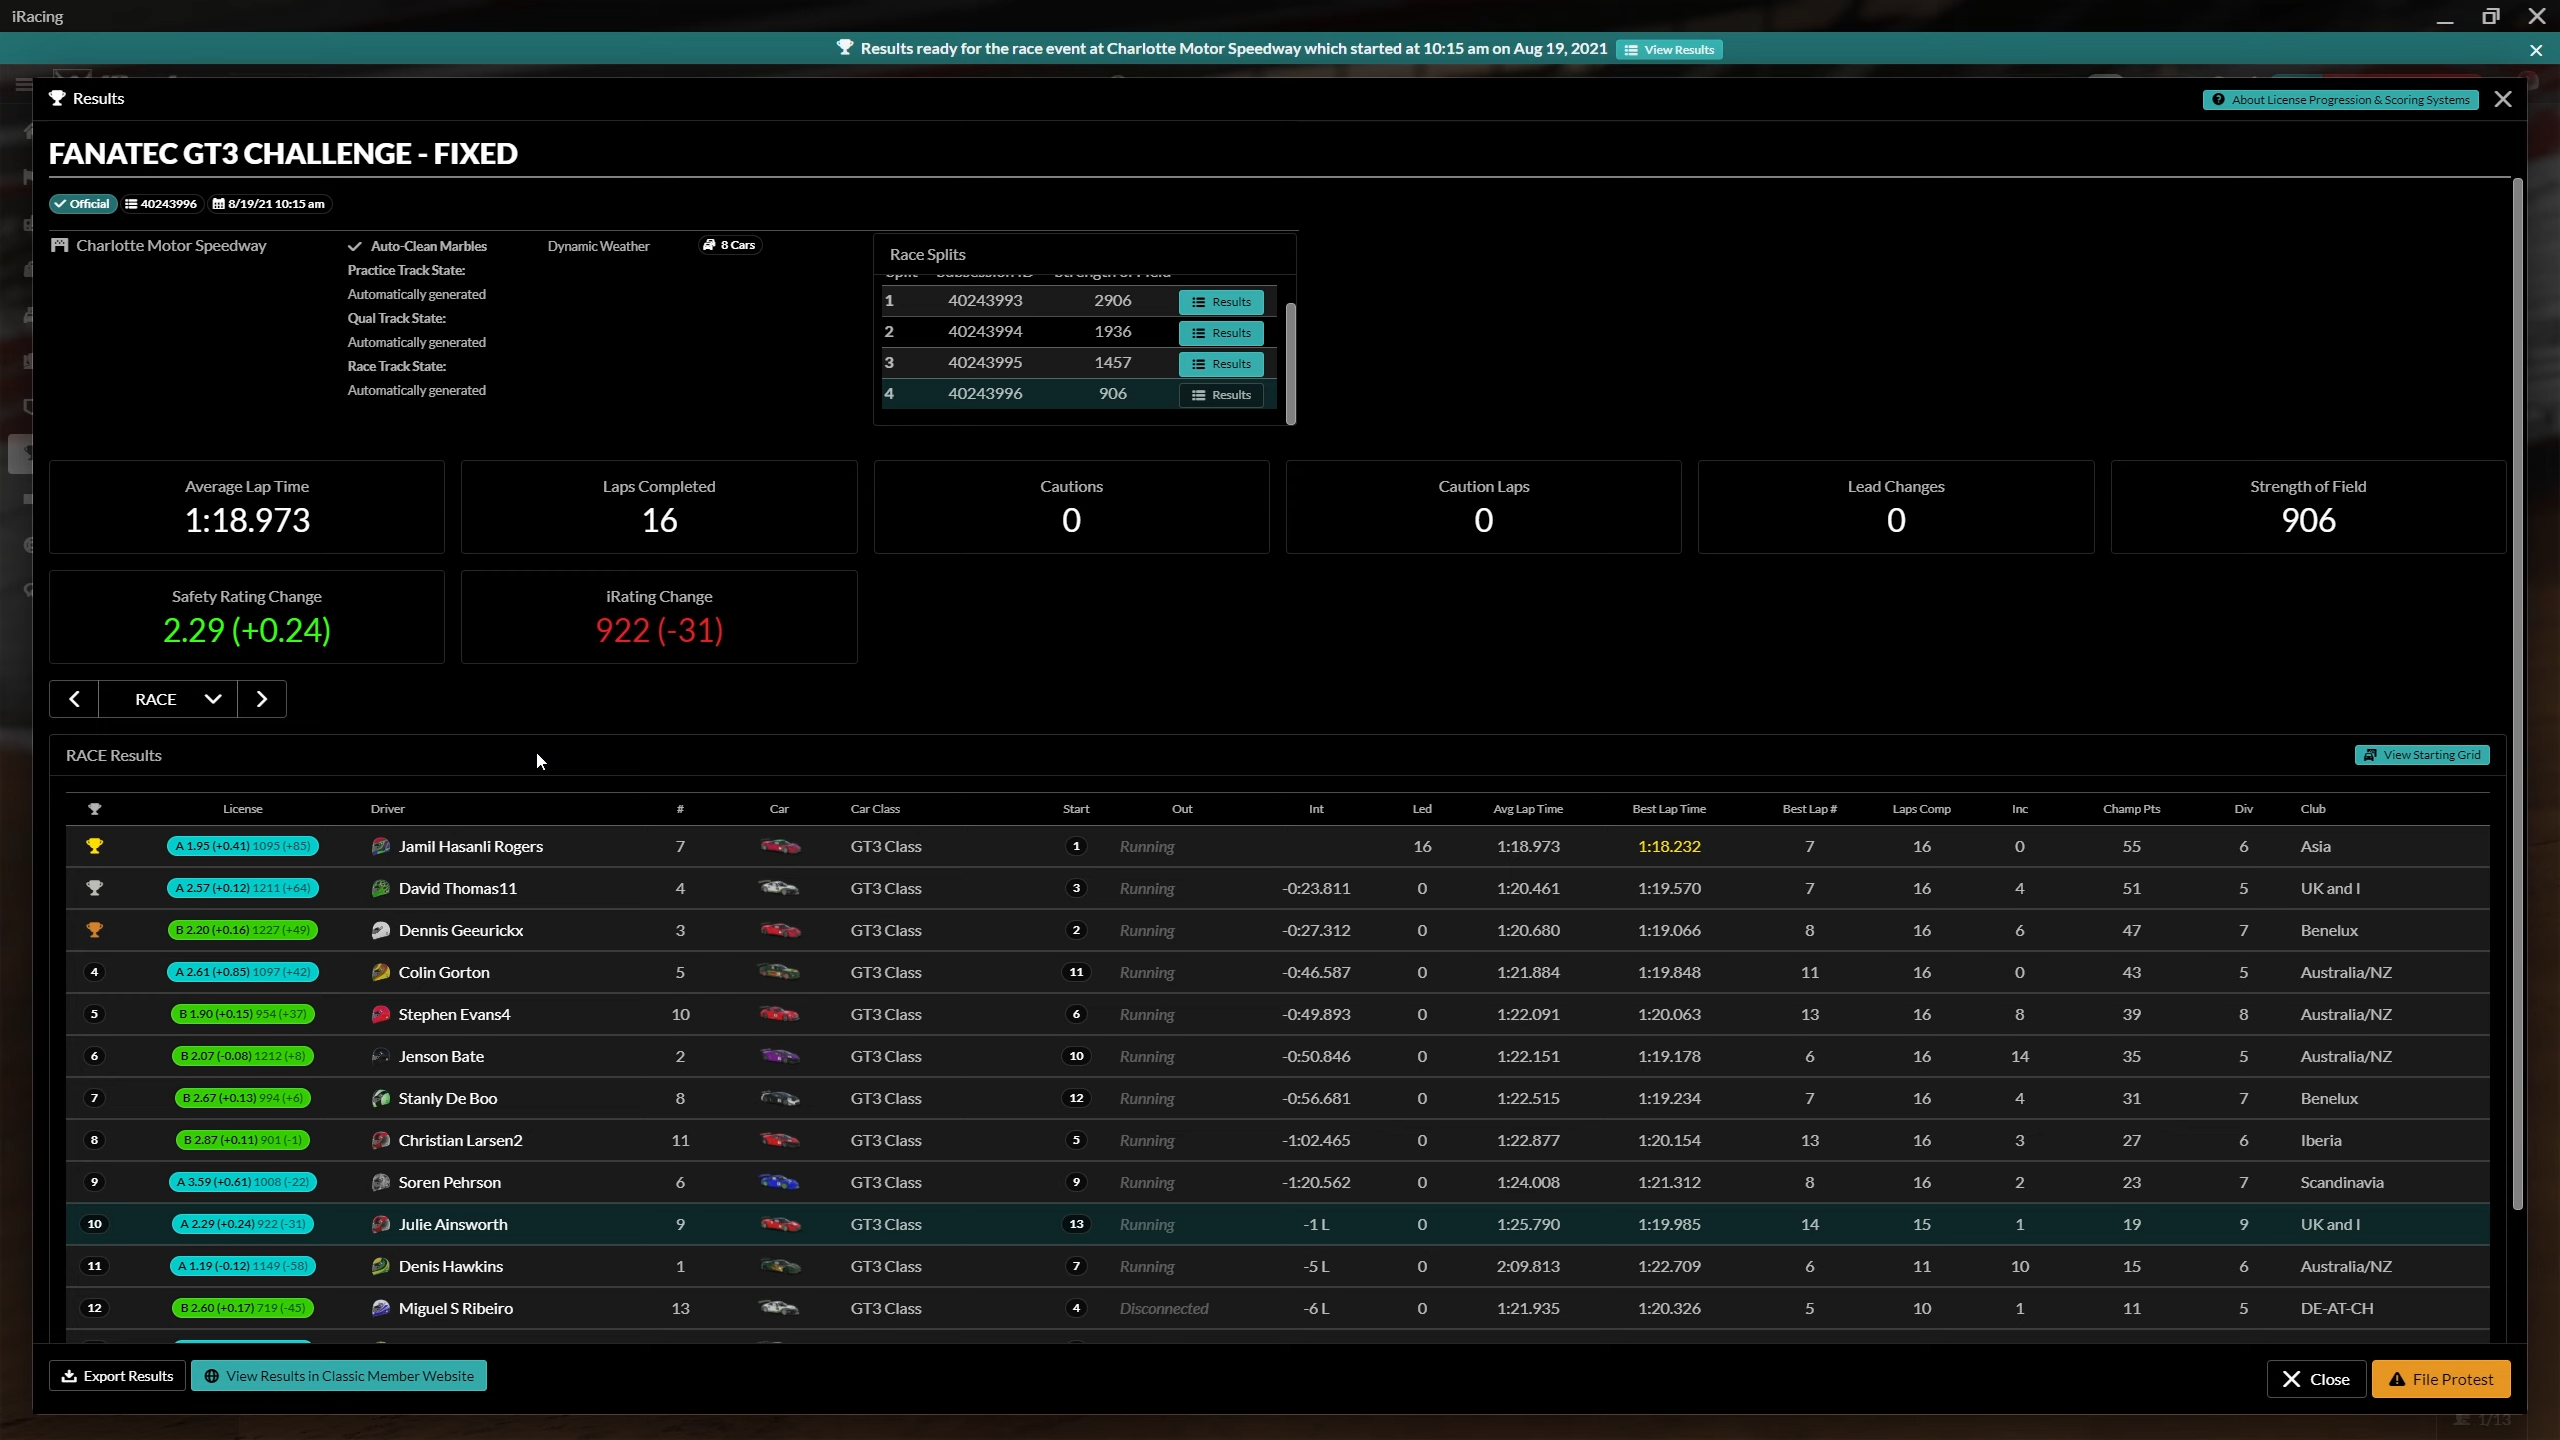 iRacing
Results ready for the race event at Charlotte Motor Speedway which started at 10:15 am on Aug 19, 2021 View Results
Results
About License Progression & Scoring Systems
FANATEC GT3 CHALLENGE - FIXED
Official 40243996 8/19/21 10:15 am
Charlotte Motor Speedway
Auto-Clean Marbles
Practice Track State:
Automatically generated
Qual Track State:
Automatically generated
Race Track State:
Automatically generated
Dynamic Weather
8 Cars
Race Splits
Split Subsession ID Strength of Field
1 40243993 2906 Results
2 40243994 1936 Results
3 40243995 1457 Results
4 40243996 906 Results
Average Lap Time
1:18.973
Laps Completed
16
Cautions
0
Caution Laps
0
Lead Changes
0
Strength of Field
906
Safety Rating Change
2.29 (+0.24)
iRating Change
922 (-31)
RACE
RACE Results
View Starting Grid
License Driver # Car Car Class Start Out Int Led Avg Lap Time Best Lap Time Best Lap # Laps Comp Inc Champ Pts Div Club
A 1.95 (+0.41) 1095 (+85) Jamil Hasanli Rogers 7 GT3 Class 1 Running 16 1:18.973 1:18.232 7 16 0 55 6 Asia
A 2.57 (+0.12) 1211 (+64) David Thomas11 4 GT3 Class 3 Running -0:23.811 0 1:20.461 1:19.570 7 16 4 51 5 UK and I
B 2.20 (+0.16) 1227 (+49) Dennis Geeurickx 3 GT3 Class 2 Running -0:27.312 0 1:20.680 1:19.066 8 16 6 47 7 Benelux
4 A 2.61 (+0.85) 1097 (+42) Colin Gorton 5 GT3 Class 11 Running -0:46.587 0 1:21.884 1:19.848 11 16 0 43 5 Australia/NZ
5 B 1.90 (+0.15) 954 (+37) Stephen Evans4 10 GT3 Class 6 Running -0:49.893 0 1:22.091 1:20.063 13 16 8 39 8 Australia/NZ
6 B 2.07 (-0.08) 1212 (+8) Jenson Bate 2 GT3 Class 10 Running -0:50.846 0 1:22.151 1:19.178 6 16 14 35 5 Australia/NZ
7 B 2.67 (+0.13) 994 (+6) Stanly De Boo 8 GT3 Class 12 Running -0:56.681 0 1:22.515 1:19.234 7 16 4 31 7 Benelux
8 B 2.87 (+0.11) 901 (-1) Christian Larsen2 11 GT3 Class 5 Running -1:02.465 0 1:22.877 1:20.154 13 16 3 27 6 Iberia
9 A 3.59 (+0.61) 1008 (-22) Soren Pehrson 6 GT3 Class 9 Running -1:20.562 0 1:24.008 1:21.312 8 16 2 23 7 Scandinavia
10 A 2.29 (+0.24) 922 (-31) Julie Ainsworth 9 GT3 Class 13 Running -1 L 0 1:25.790 1:19.985 14 15 1 19 9 UK and I
11 A 1.19 (-0.12) 1149 (-58) Denis Hawkins 1 GT3 Class 7 Running -5 L 0 2:09.813 1:22.709 6 11 10 15 6 Australia/NZ
12 B 2.60 (+0.17) 719 (-45) Miguel S Ribeiro 13 GT3 Class 4 Disconnected -6 L 0 1:21.935 1:20.326 5 10 1 11 5 DE-AT-CH
Export Results View Results in Classic Member Website
Close File Protest
1/13